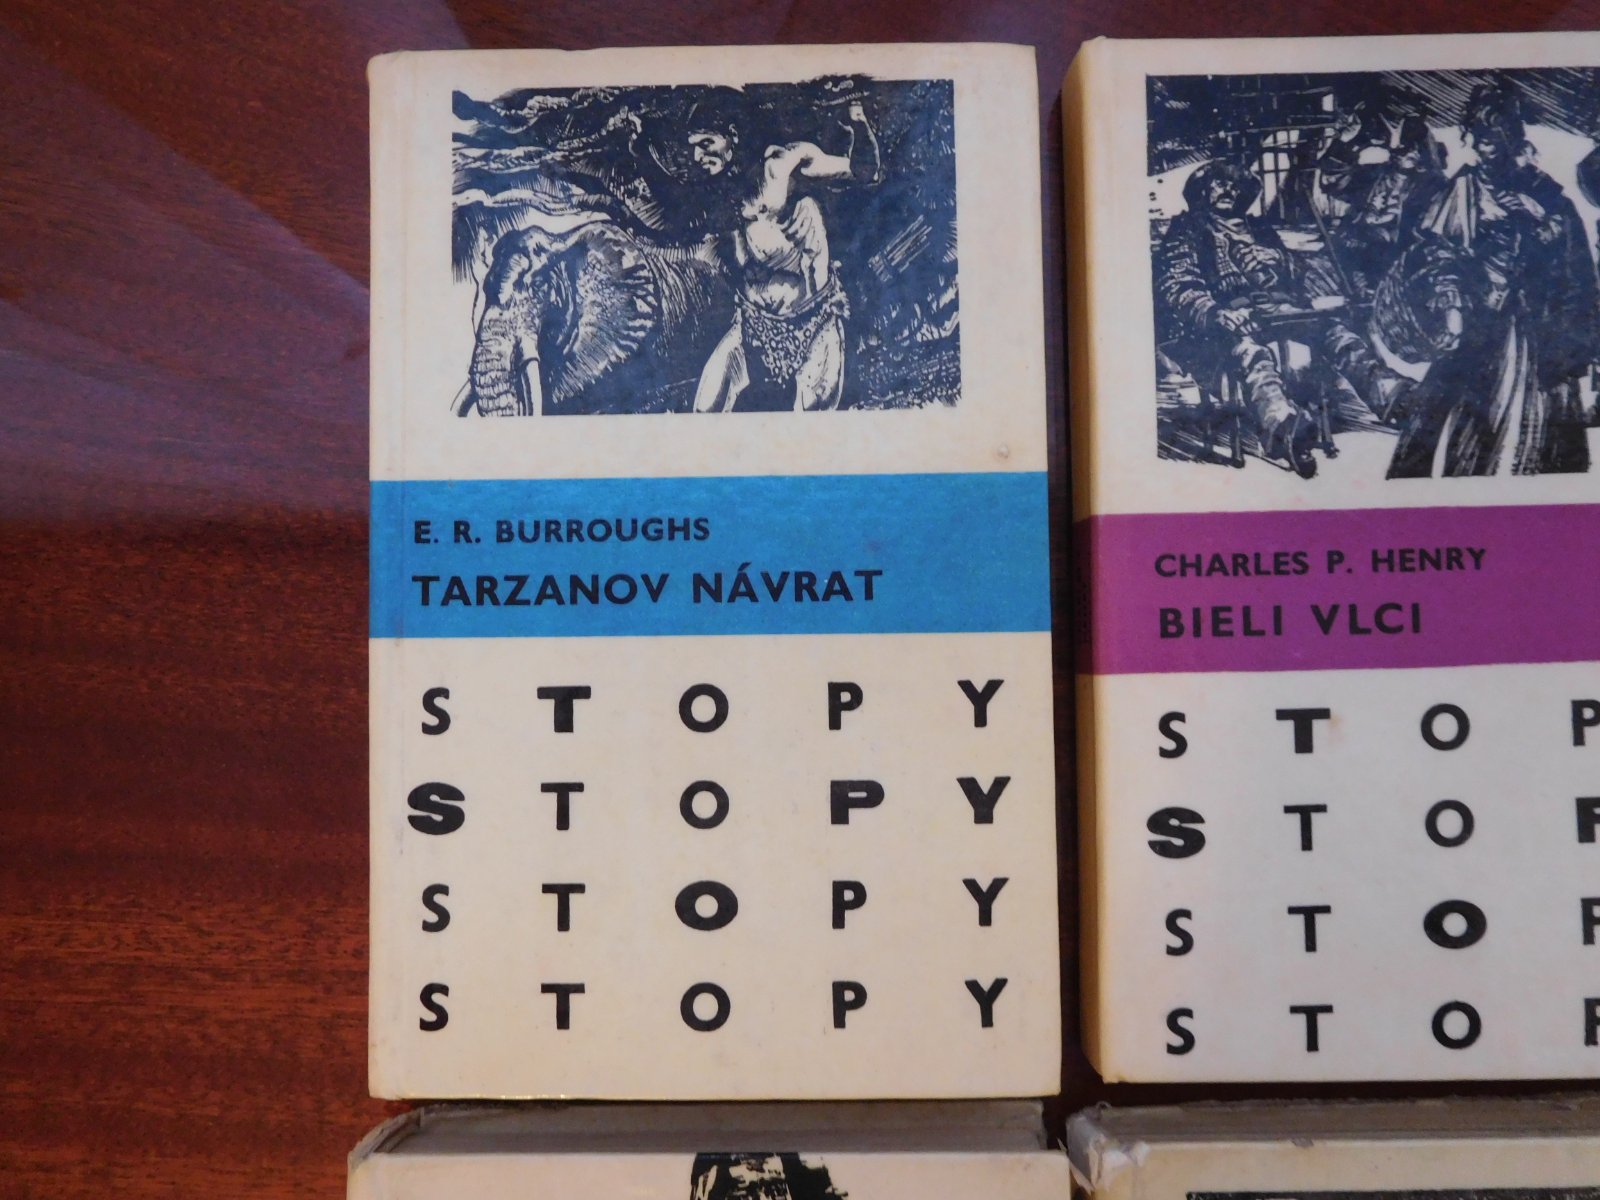 E. R. BURROUGHS
TARZANOV NÁVRAT
S T O P Y
S T O P Y
S T O P Y
S T O P Y
CHARLES P. HENRY
BIELI VLCI
S T O P
S T O P
S T O P
S T O P